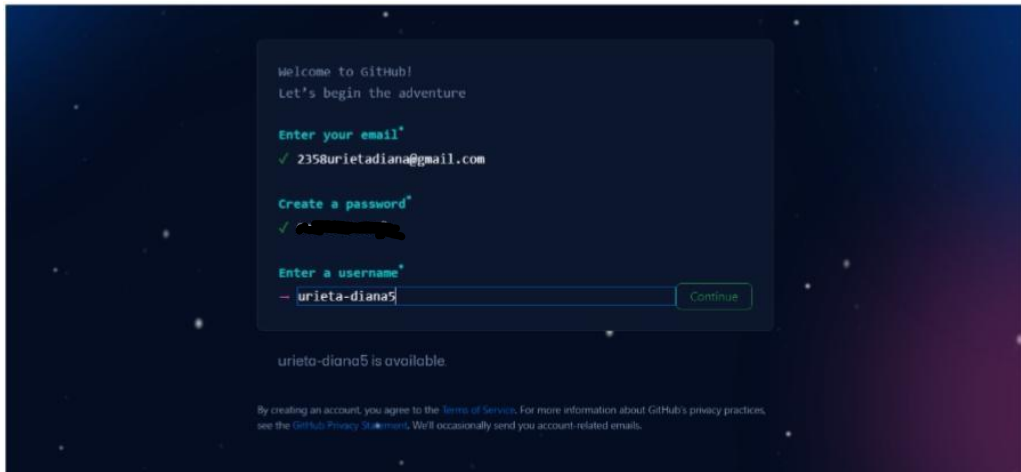 Welcome to GitHub!
Let's begin the adventure
Enter your email*
✓ 2358urietadiana@gmail.com
Create a password*
✓
Enter a username*
→ urieta-diana5
Continue
urieta-diana5 is available.
By creating an account, you agree to the Terms of Service. For more information about GitHub's privacy practices,
see the GitHub Privacy Statement. We'll occasionally send you account-related emails.